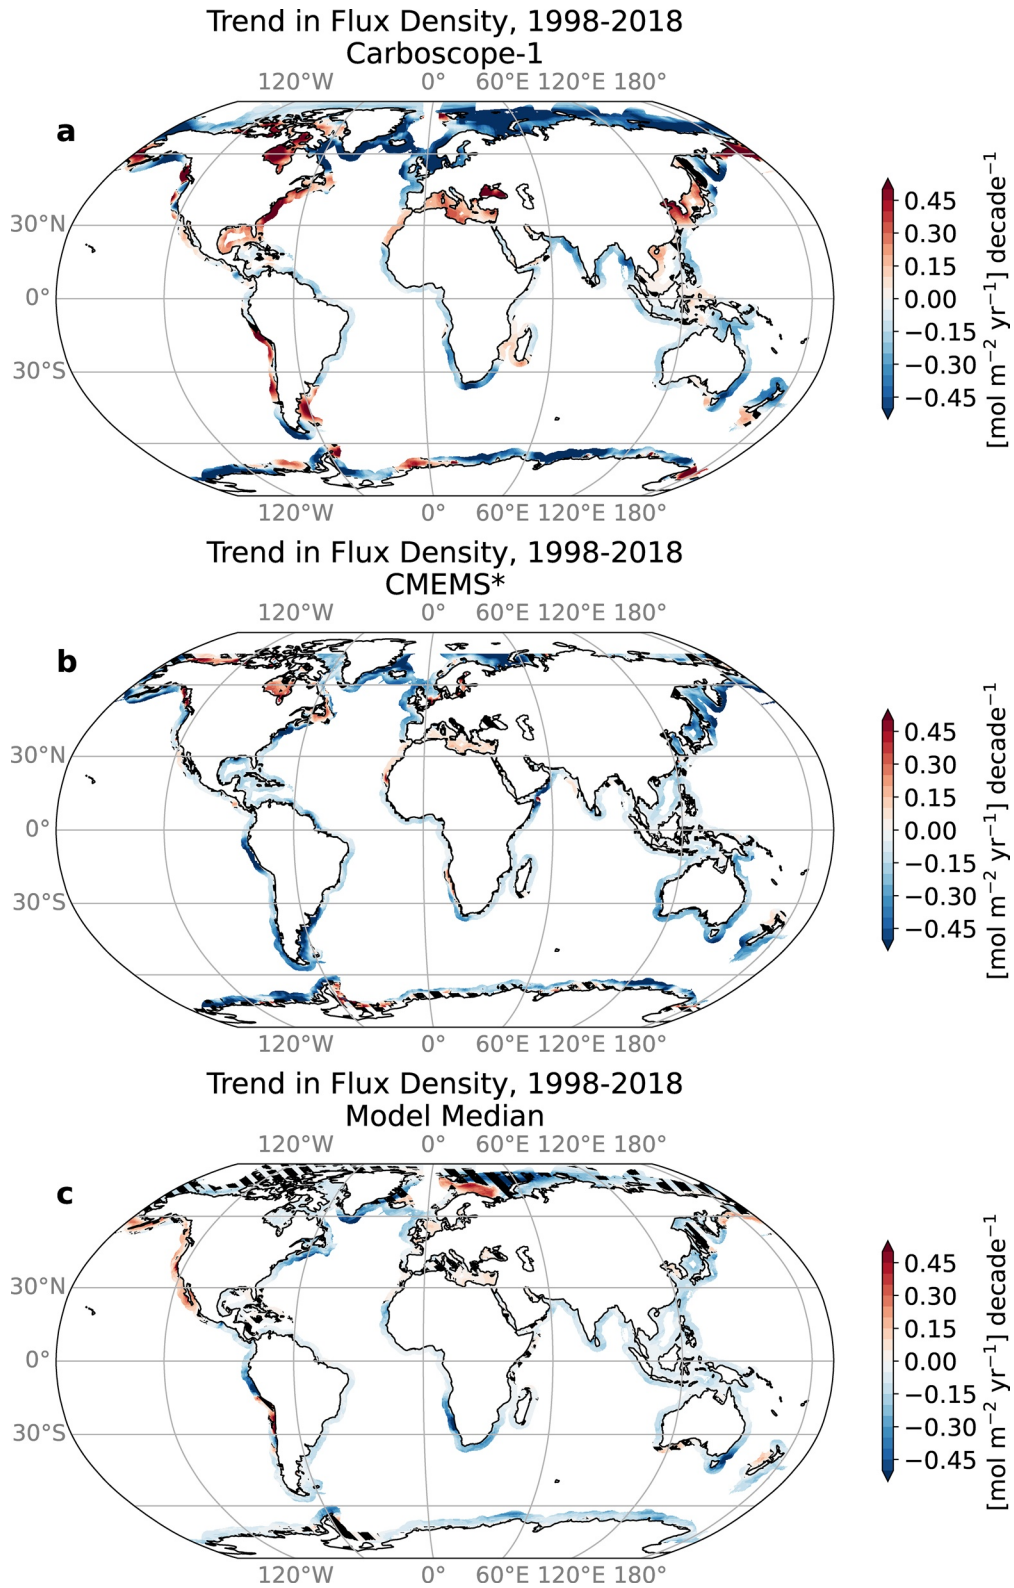 Trend in Flux Density, 1998-2018
Carboscope-1
120°W 0° 60°E 120°E 180°
a
30°N
0°
30°S
120°W 0° 60°E 120°E 180°
0.45
0.30
0.15
0.00
−0.15
−0.30
−0.45
[mol m⁻² yr⁻¹] decade⁻¹
Trend in Flux Density, 1998-2018
CMEMS*
120°W 0° 60°E 120°E 180°
b
30°N
0°
30°S
120°W 0° 60°E 120°E 180°
0.45
0.30
0.15
0.00
−0.15
−0.30
−0.45
[mol m⁻² yr⁻¹] decade⁻¹
Trend in Flux Density, 1998-2018
Model Median
120°W 0° 60°E 120°E 180°
c
30°N
0°
30°S
120°W 0° 60°E 120°E 180°
0.45
0.30
0.15
0.00
−0.15
−0.30
−0.45
[mol m⁻² yr⁻¹] decade⁻¹